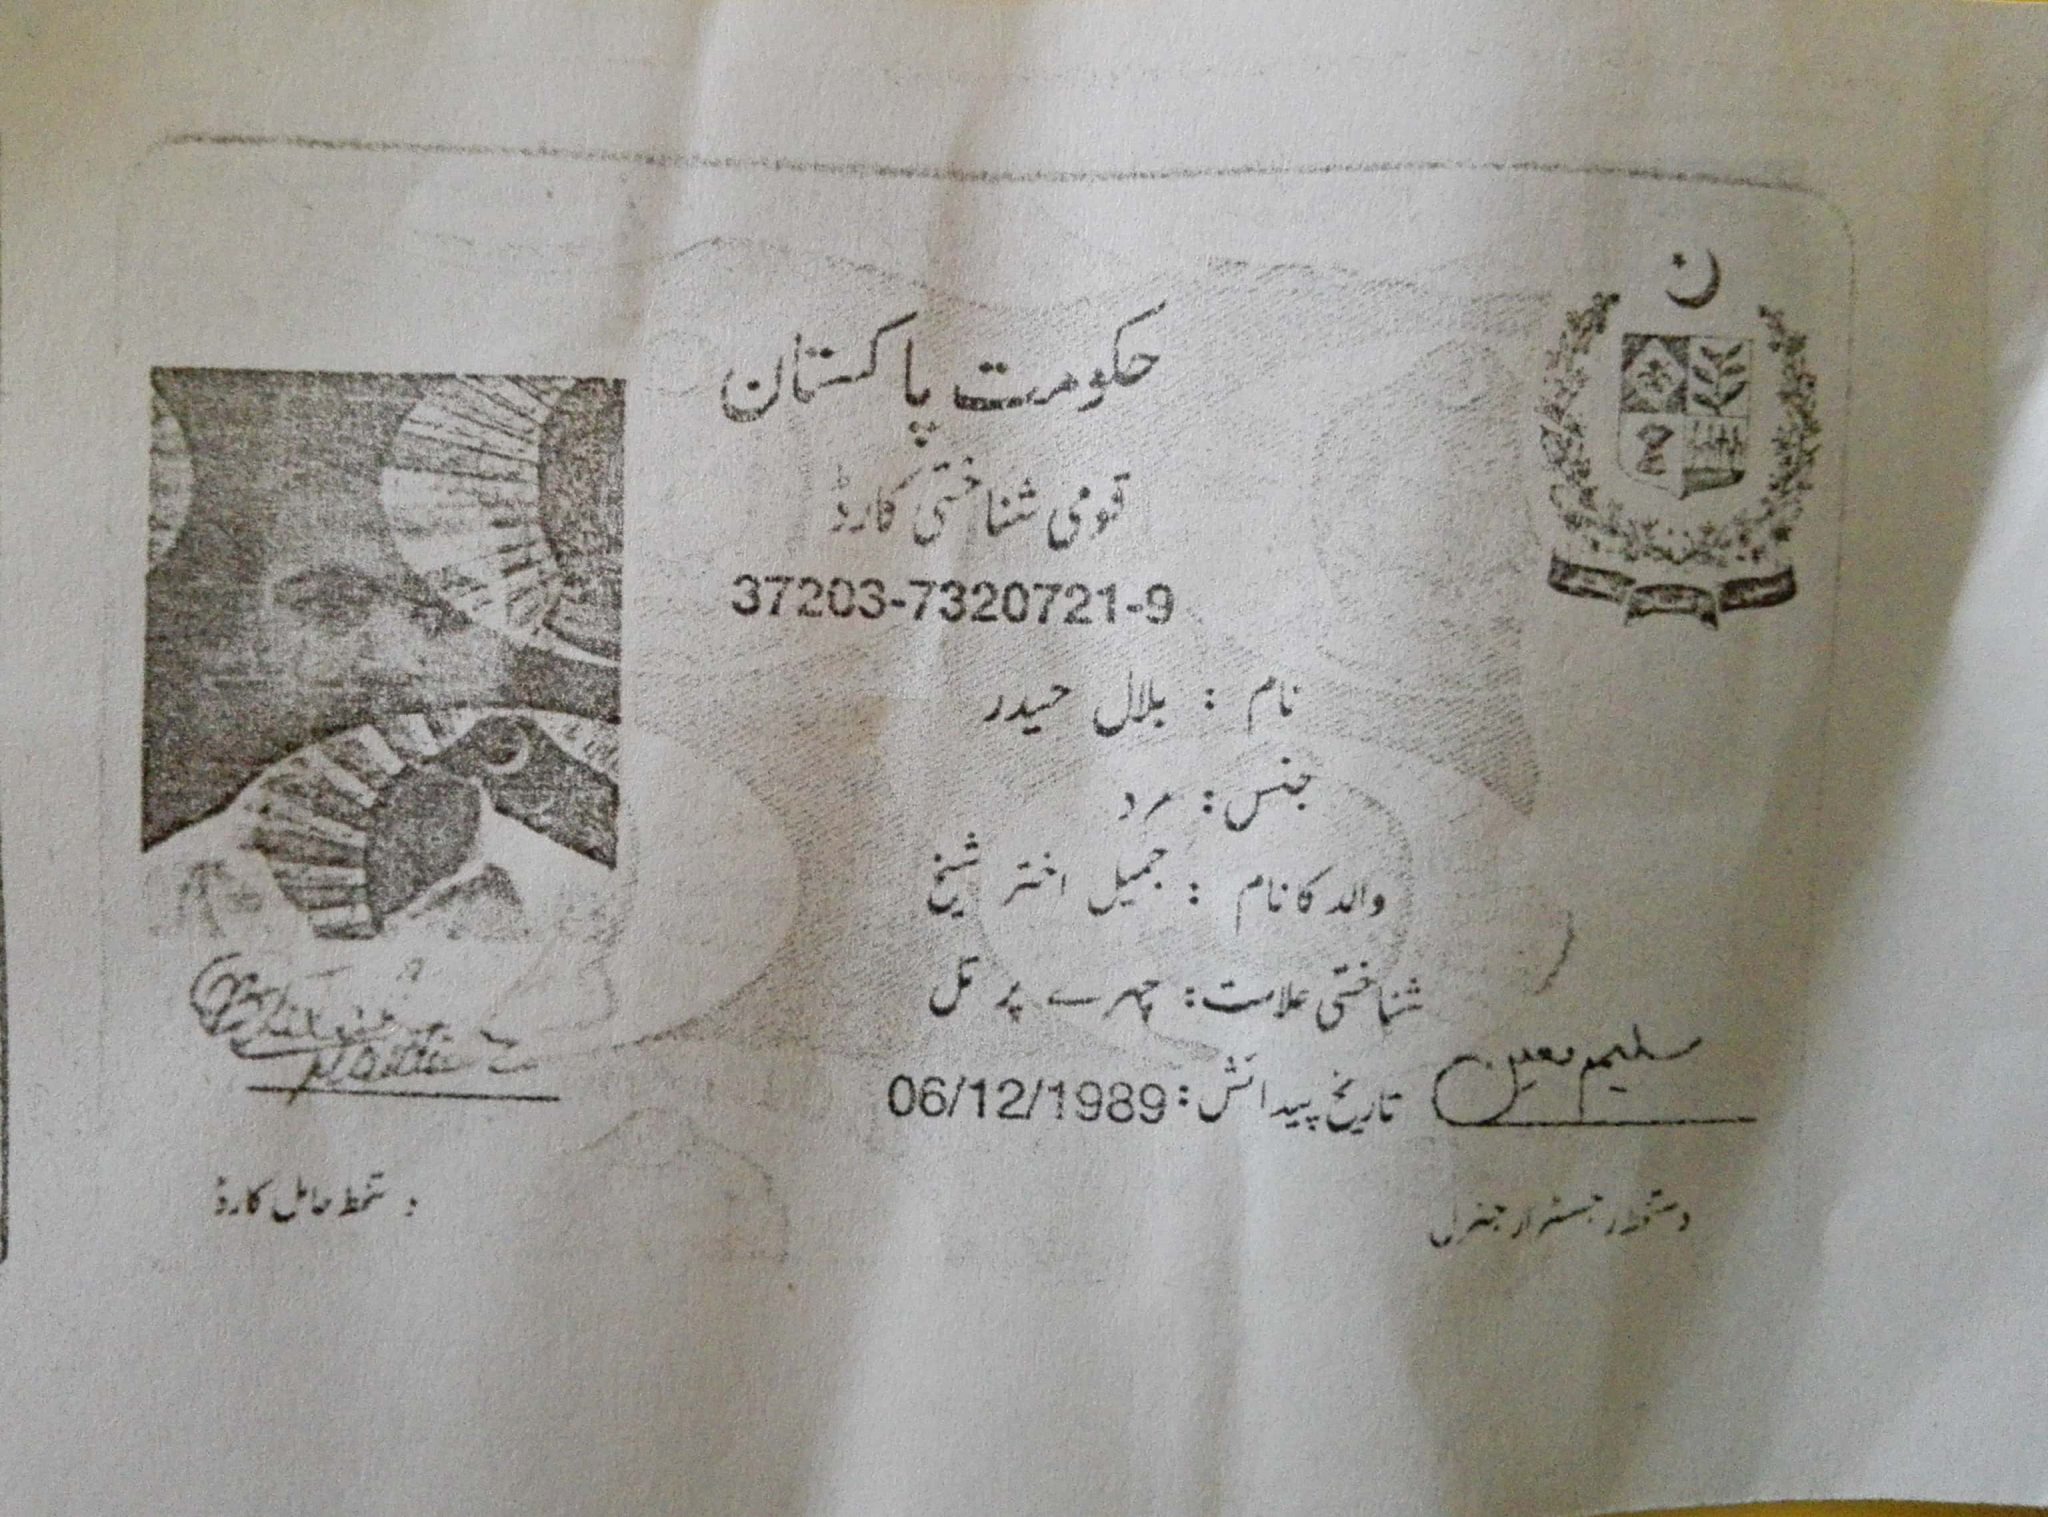 حکومت پاکستان
قومی شناختی کارڈ
37203-7320721-9
نام : بلال حیدر
جنس : مرد
والد کا نام : جمیل اختر شیخ
شناختی علامت : چہرے پر تل
تاریخ پیدائش : 06/12/1989
سلیم معین
دستخط حامل کارڈ
دستخط رجسٹرار جنرل